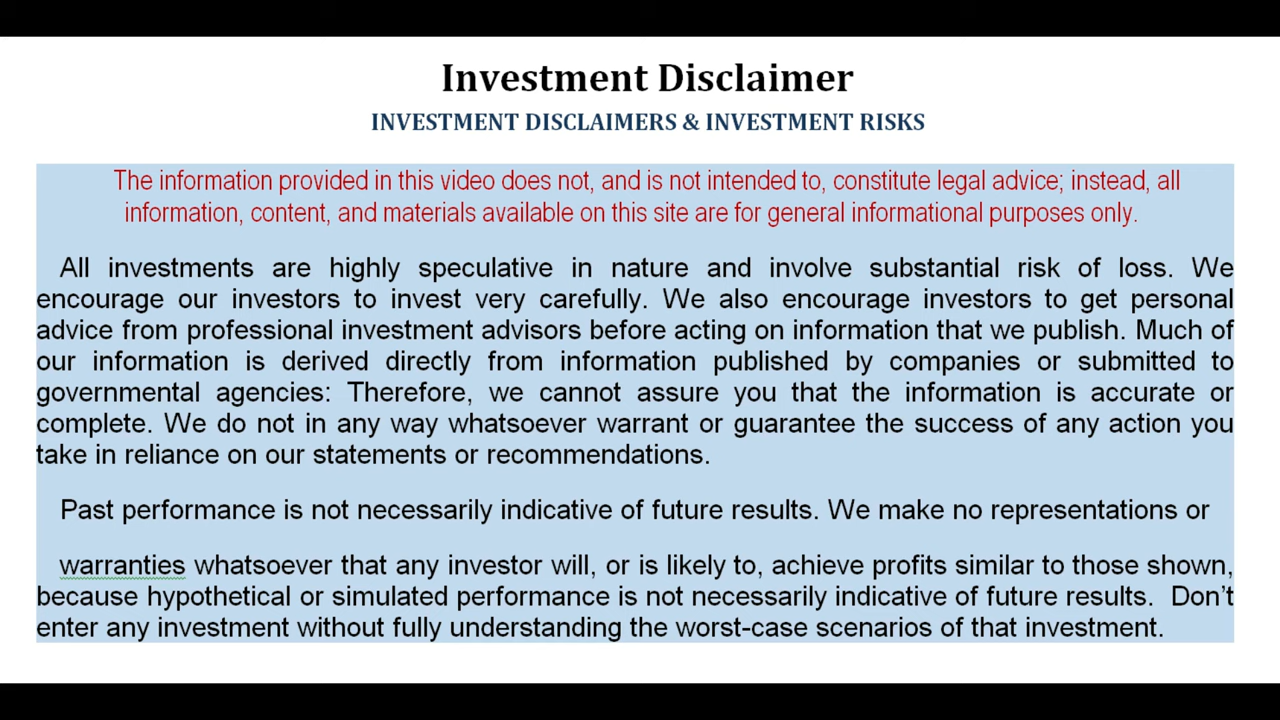 Investment Disclaimer
INVESTMENT DISCLAIMERS & INVESTMENT RISKS
The information provided in this video does not, and is not intended to, constitute legal advice; instead, all
information, content, and materials available on this site are for general informational purposes only.
All investments are highly speculative in nature and involve substantial risk of loss. We
encourage our investors to invest very carefully. We also encourage investors to get personal
advice from professional investment advisors before acting on information that we publish. Much of
our information is derived directly from information published by companies or submitted to
governmental agencies: Therefore, we cannot assure you that the information is accurate or
complete. We do not in any way whatsoever warrant or guarantee the success of any action you
take in reliance on our statements or recommendations.
Past performance is not necessarily indicative of future results. We make no representations or
warranties whatsoever that any investor will, or is likely to, achieve profits similar to those shown,
because hypothetical or simulated performance is not necessarily indicative of future results. Don’t
enter any investment without fully understanding the worst-case scenarios of that investment.